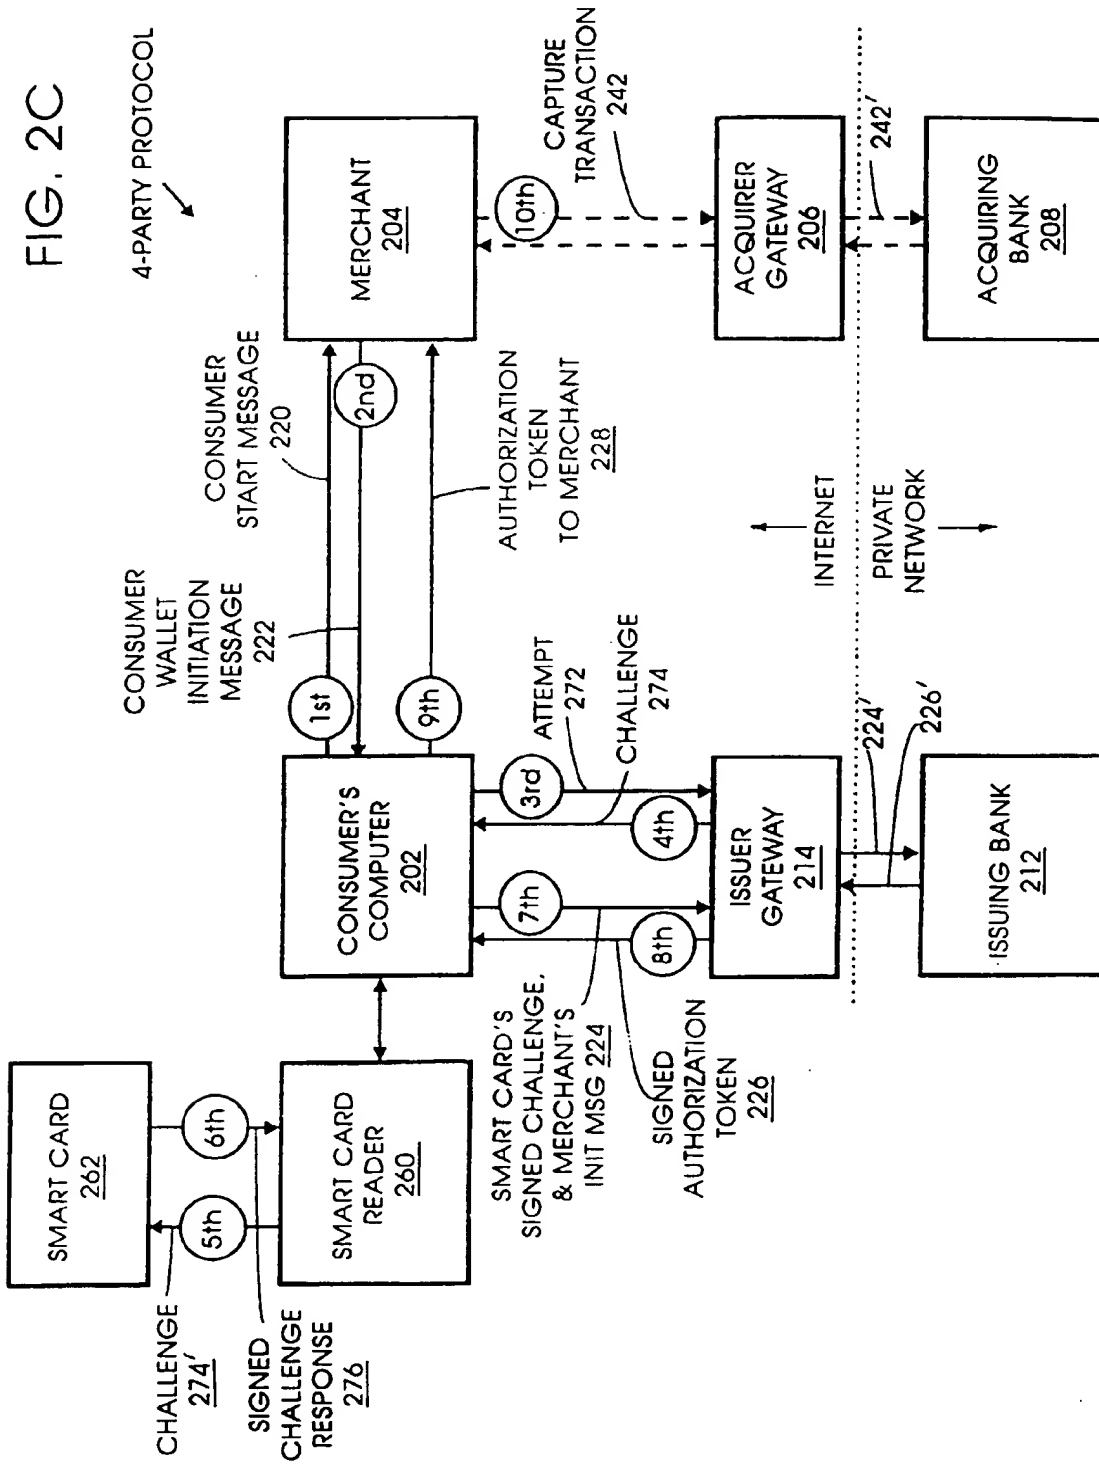 FIG. 2C
4-PARTY PROTOCOL
SMART CARD
262
CHALLENGE
274'
5th
6th
SIGNED
CHALLENGE
RESPONSE
276
SMART CARD
READER
260
CONSUMER'S
COMPUTER
202
CONSUMER
WALLET
INITIATION
MESSAGE
222
CONSUMER
START MESSAGE
220
1st
2nd
9th
AUTHORIZATION
TOKEN
TO MERCHANT
228
MERCHANT
204
SMART CARD'S
SIGNED CHALLENGE,
& MERCHANT'S
INIT MSG 224
7th
8th
SIGNED
AUTHORIZATION
TOKEN
226
3rd
4th
ATTEMPT
272
CHALLENGE
274
10th
CAPTURE
TRANSACTION
242
ISSUER
GATEWAY
214
ACQUIRER
GATEWAY
206
INTERNET
PRIVATE
NETWORK
224'
226'
242'
ISSUING BANK
212
ACQUIRING
BANK
208